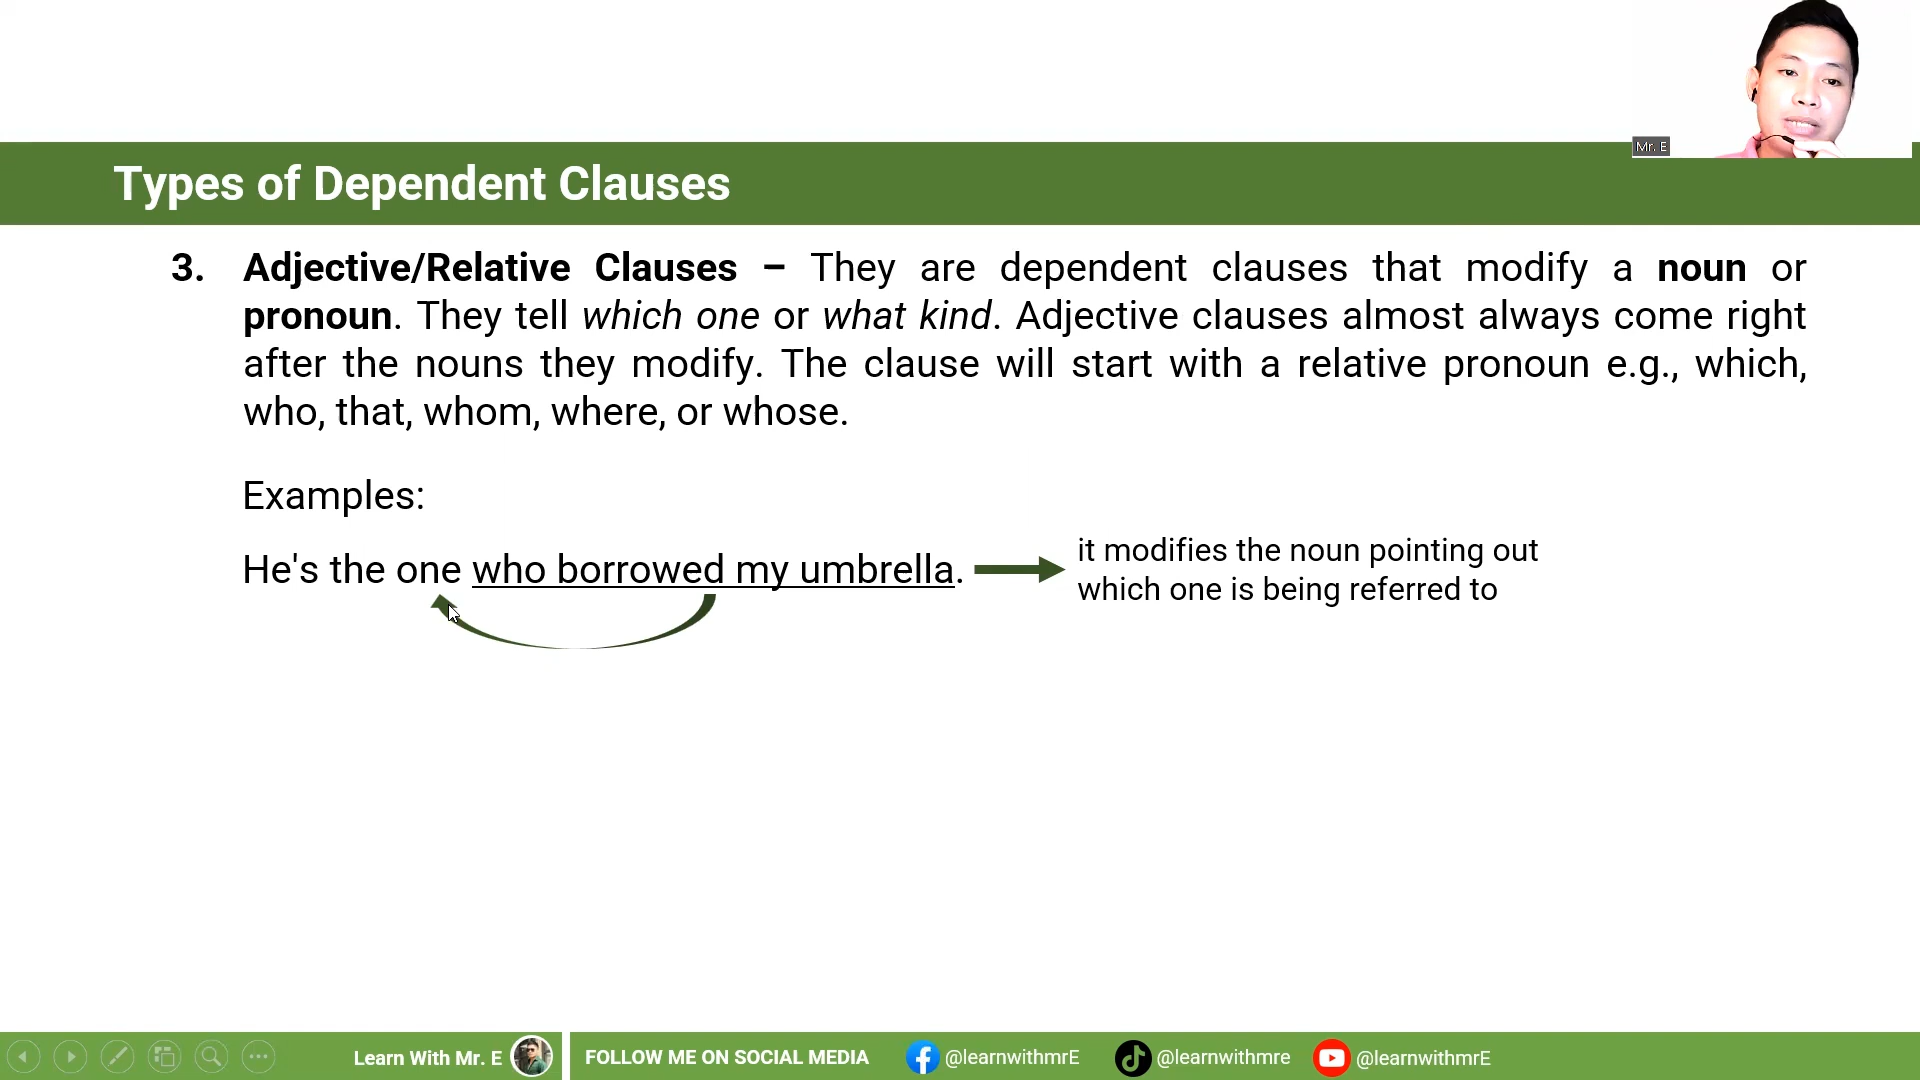 Mr. E
Types of Dependent Clauses
3. Adjective/Relative Clauses – They are dependent clauses that modify a noun or
pronoun. They tell which one or what kind. Adjective clauses almost always come right
after the nouns they modify. The clause will start with a relative pronoun e.g., which,
who, that, whom, where, or whose.
Examples:
He's the one who borrowed my umbrella.
it modifies the noun pointing out
which one is being referred to
Learn With Mr. E FOLLOW ME ON SOCIAL MEDIA @learnwithmrE @learnwithmre @learnwithmrE